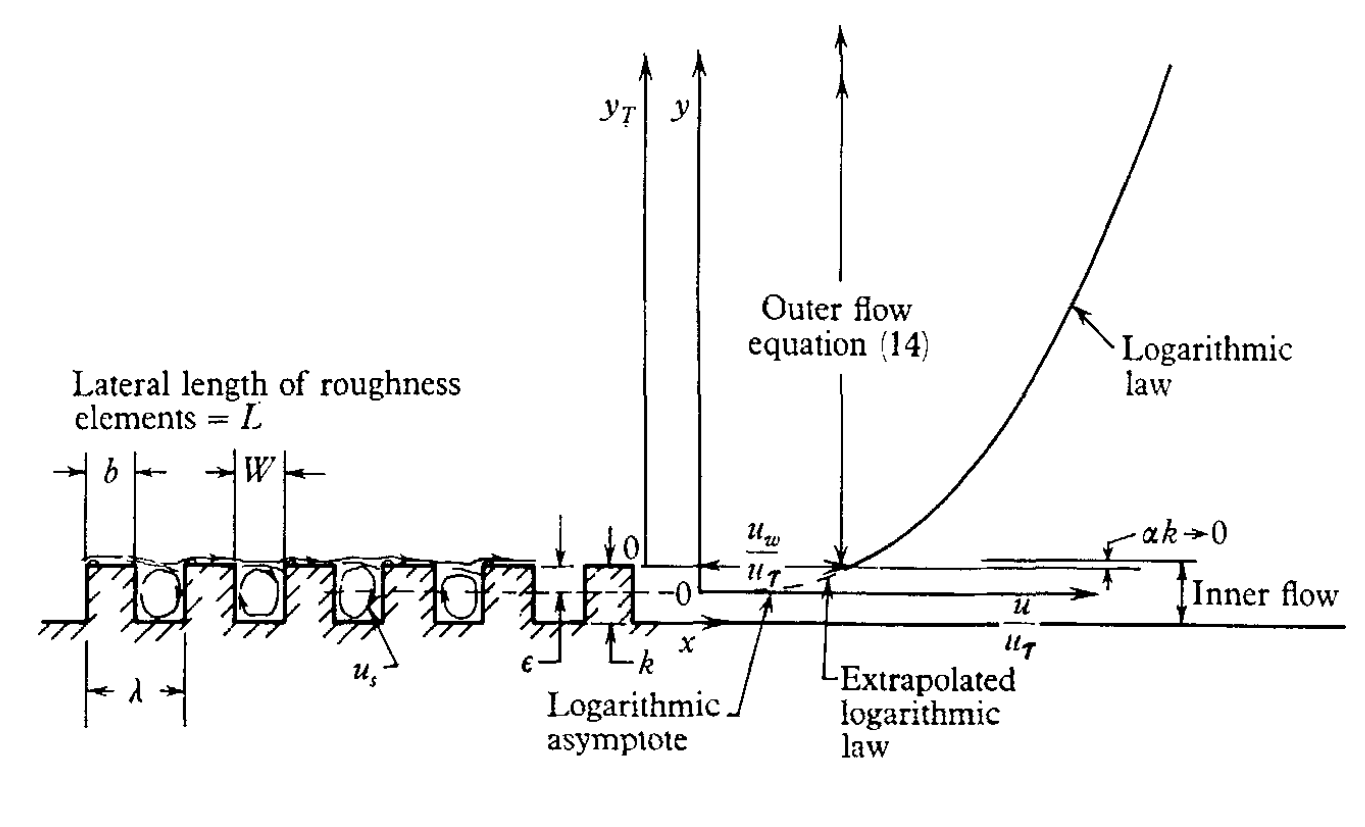 y_T
y
Outer flow
equation (14)
Logarithmic
law
Lateral length of roughness
elements = L
b
W
u_w
u_τ
αk→0
0
0
Inner flow
u
u_τ
x
ϵ
k
u_s
λ
Logarithmic
asymptote
Extrapolated
logarithmic
law